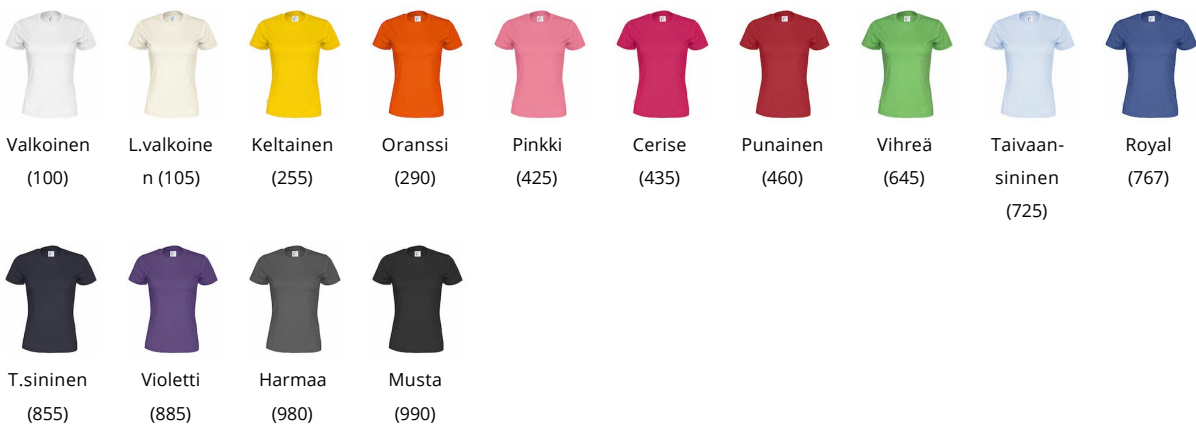 Valkoinen
(100)
L.valkoine
n (105)
Keltainen
(255)
Oranssi
(290)
Pinkki
(425)
Cerise
(435)
Punainen
(460)
Vihreä
(645)
Taivaan-
sininen
(725)
Royal
(767)
T.sininen
(855)
Violetti
(885)
Harmaa
(980)
Musta
(990)